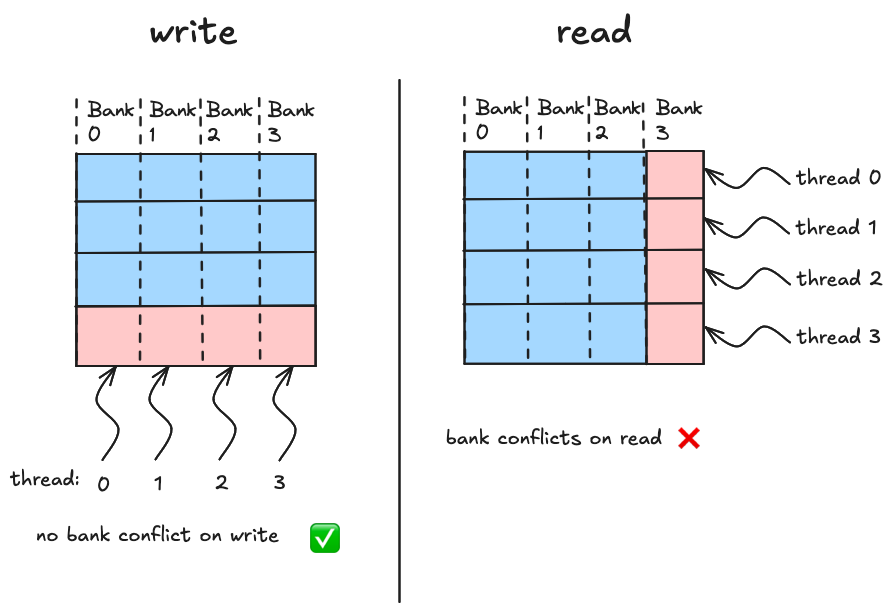 write
Bank 0
Bank 1
Bank 2
Bank 3
thread: 0 1 2 3
no bank conflict on write ✅
read
Bank 0
Bank 1
Bank 2
Bank 3
thread 0
thread 1
thread 2
thread 3
bank conflicts on read ❌